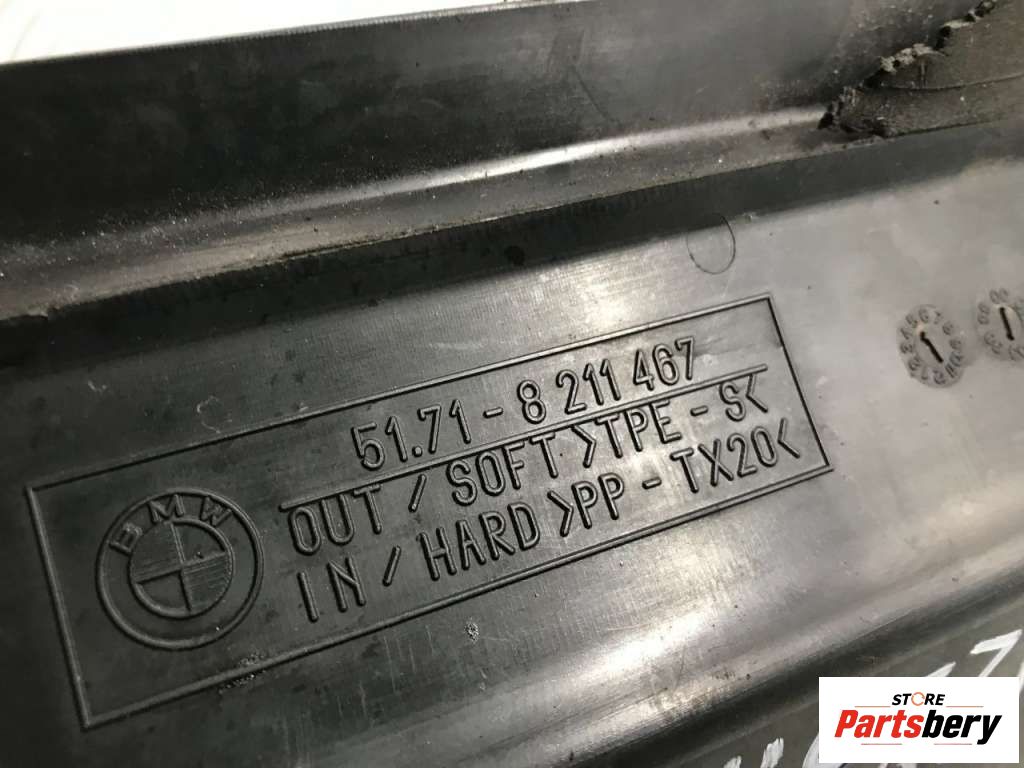 51.71 - 8 211 467
OUT / SOFT >TPE - S<
IN / HARD >PP - TX20<
BMW
STORE
Partsbery